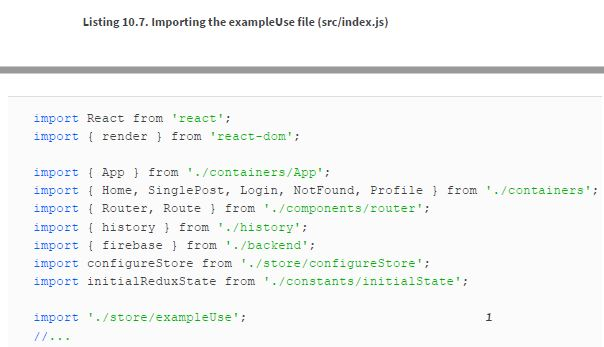 Listing 10.7. Importing the exampleUse file (src/index.js)
import React from 'react';
import { render } from 'react-dom';
import { App } from './containers/App';
import { Home, SinglePost, Login, NotFound, Profile } from './containers';
import { Router, Route } from './components/router';
import { history } from './history';
import { firebase } from './backend';
import configureStore from './store/configureStore';
import initialReduxState from './constants/initialState';
import './store/exampleUse'; 1
//...